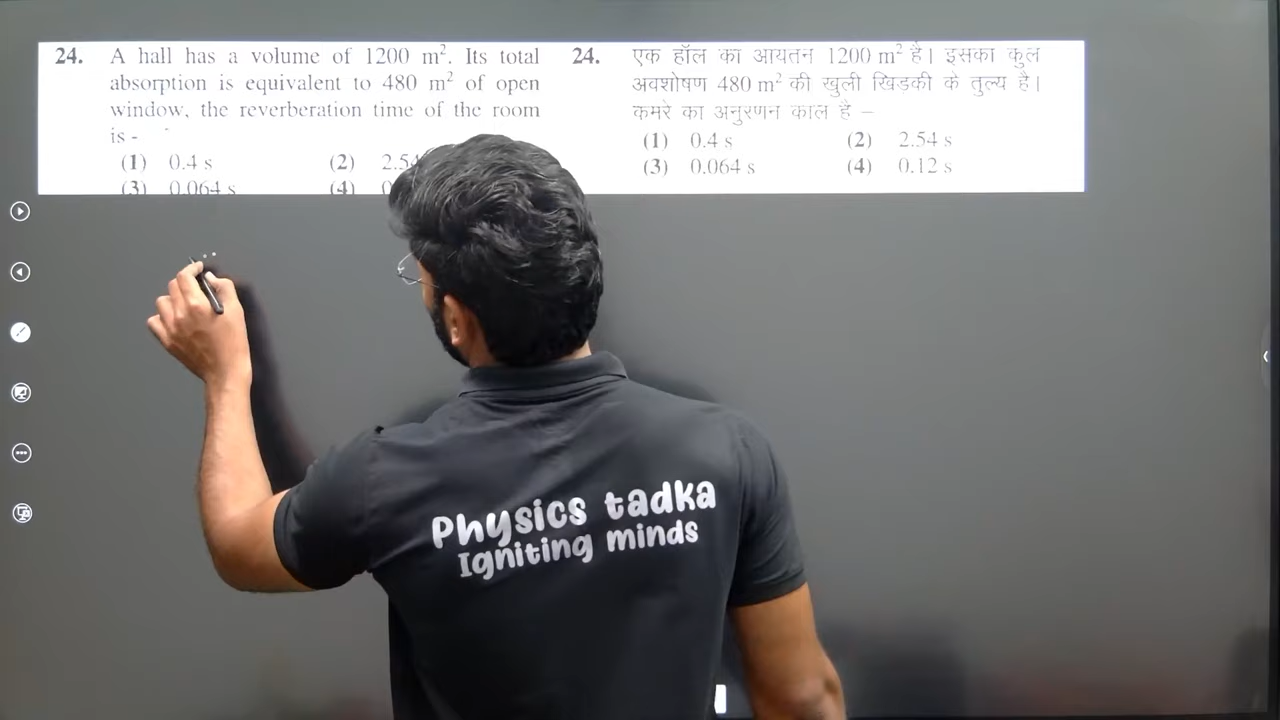 24. A hall has a volume of 1200 m². Its total
absorption is equivalent to 480 m² of open
window, the reverberation time of the room
is -
(1) 0.4 s (2) 2.54
(3) 0.064 s (4) 0
24. एक हॉल का आयतन 1200 m² है। इसका कुल
अवशोषण 480 m² की खुली खिडकी के तुल्य है।
कमरे का अनुरणन काल है –
(1) 0.4 s (2) 2.54 s
(3) 0.064 s (4) 0.12 s
Physics tadka
Igniting minds